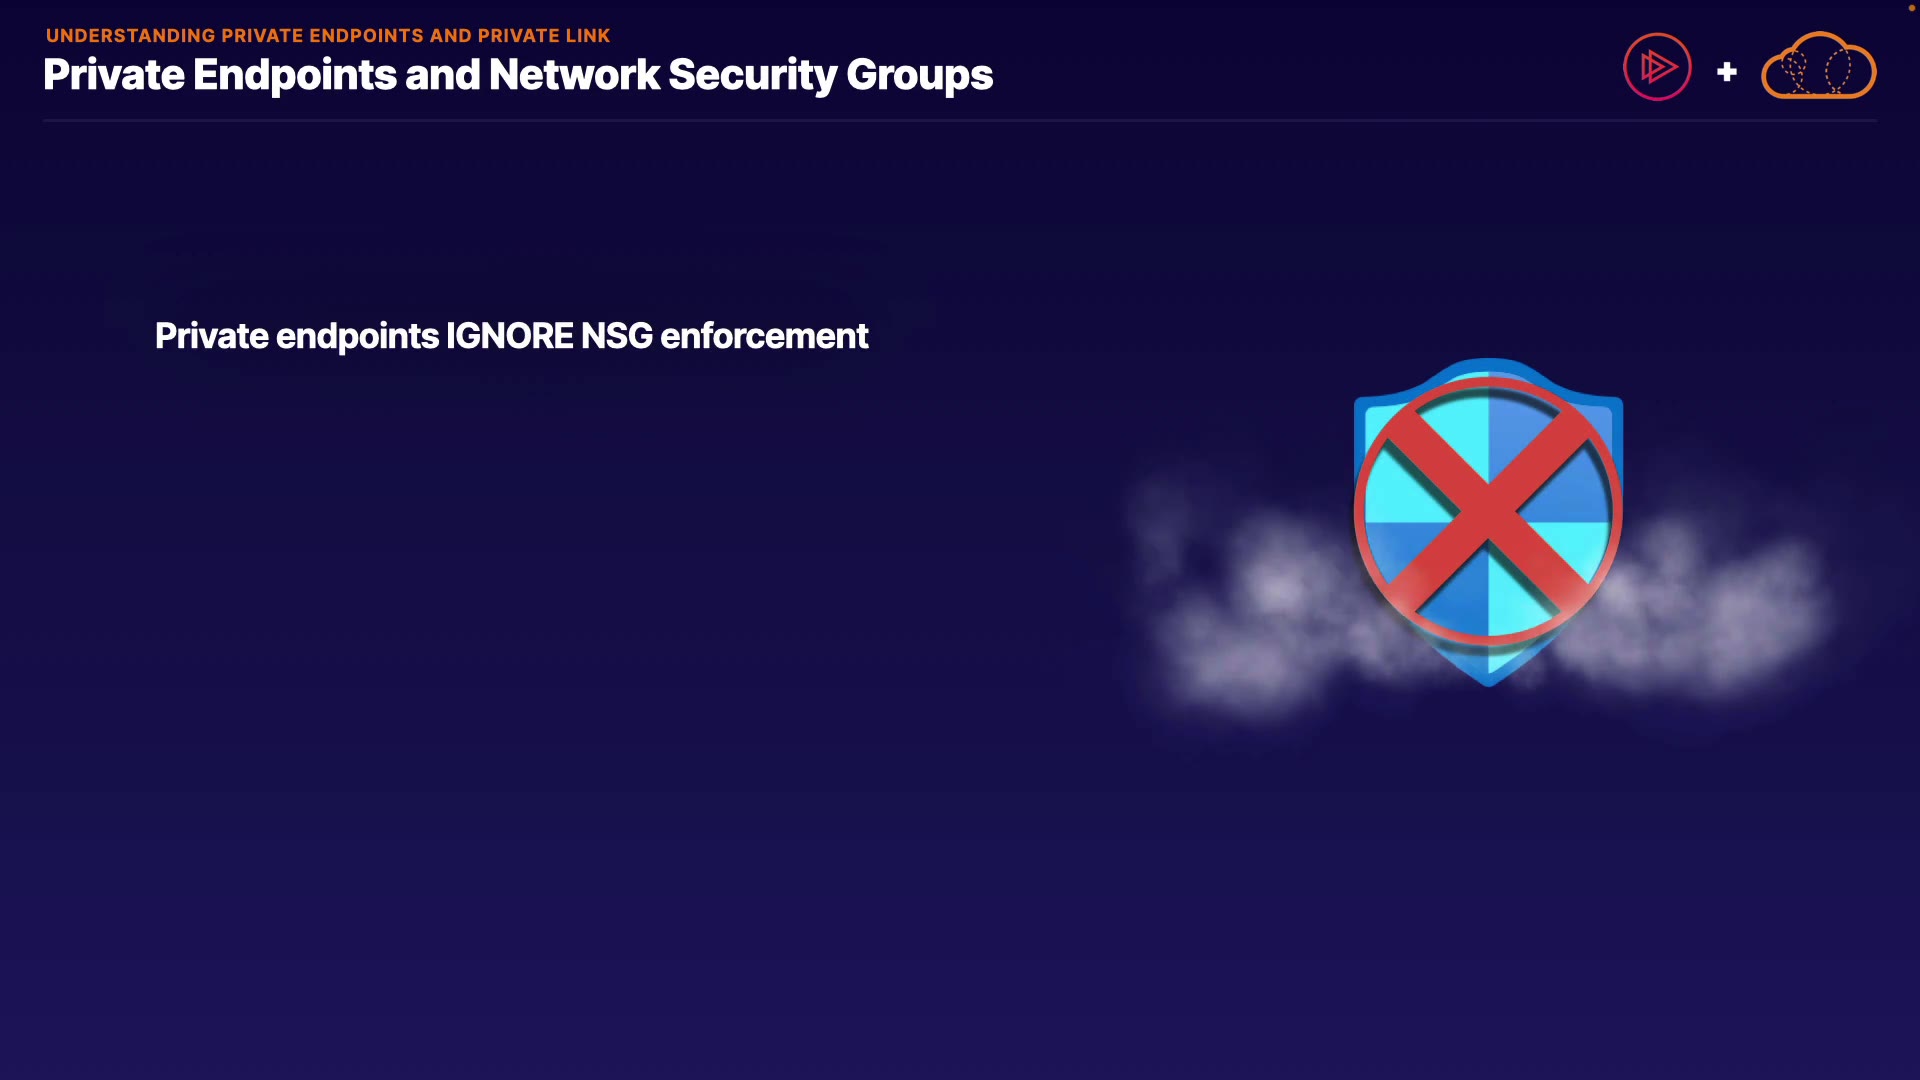 UNDERSTANDING PRIVATE ENDPOINTS AND PRIVATE LINK
Private Endpoints and Network Security Groups
+
Private endpoints IGNORE NSG enforcement